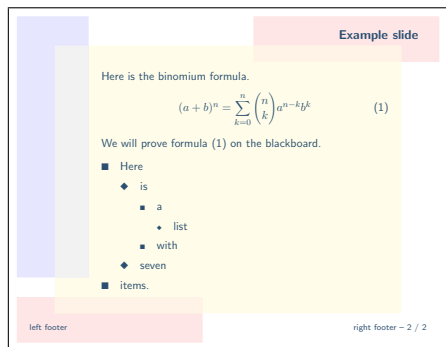 Example slide
Here is the binomium formula.
(a + b)^n = \sum_{k=0}^{n} \binom{n}{k} a^{n-k} b^k (1)
We will prove formula (1) on the blackboard.
■ Here
◆ is
■ a
◆ list
■ with
◆ seven
■ items.
left footer right footer – 2 / 2